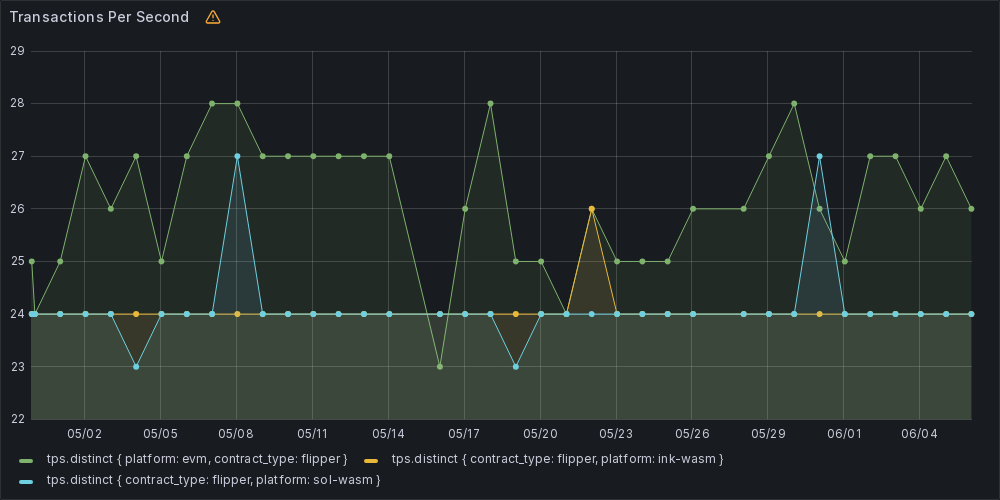 Transactions Per Second
29
28
27
26
25
24
23
22
05/02 05/05 05/08 05/11 05/14 05/17 05/20 05/23 05/26 05/29 06/01 06/04
tps.distinct { platform: evm, contract_type: flipper } tps.distinct { contract_type: flipper, platform: ink-wasm }
tps.distinct { contract_type: flipper, platform: sol-wasm }